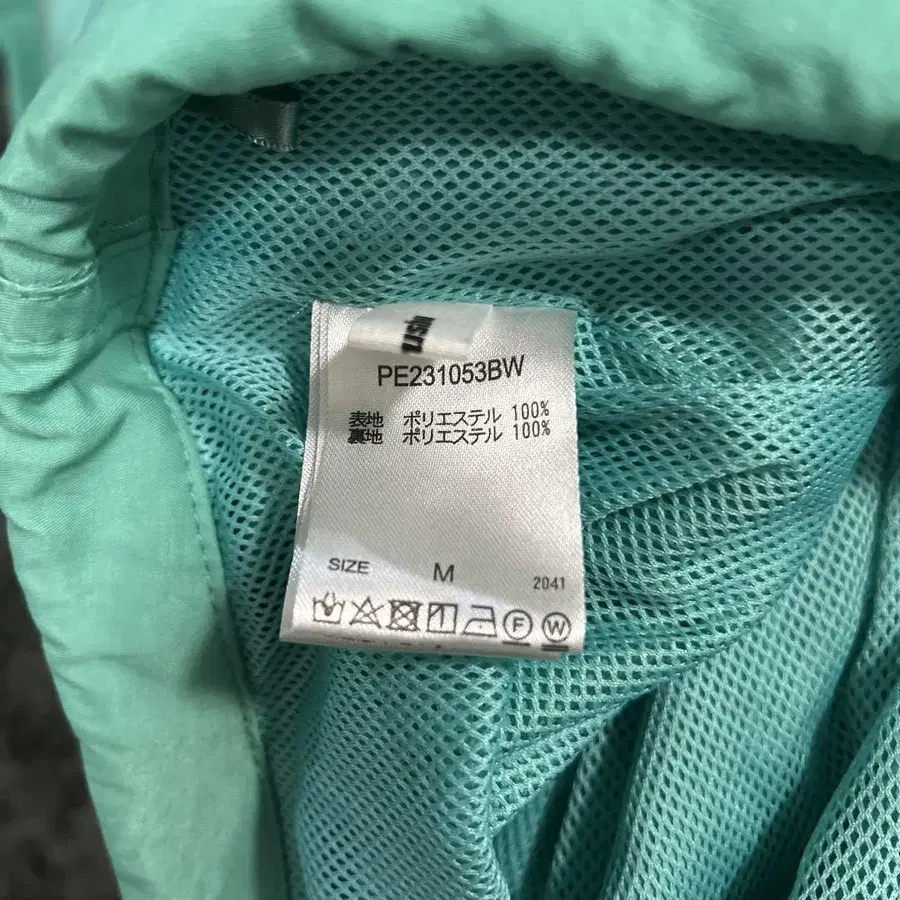 PE231053BW
表地 ポリエステル 100%
裏地 ポリエステル 100%
SIZE M 2041
F W